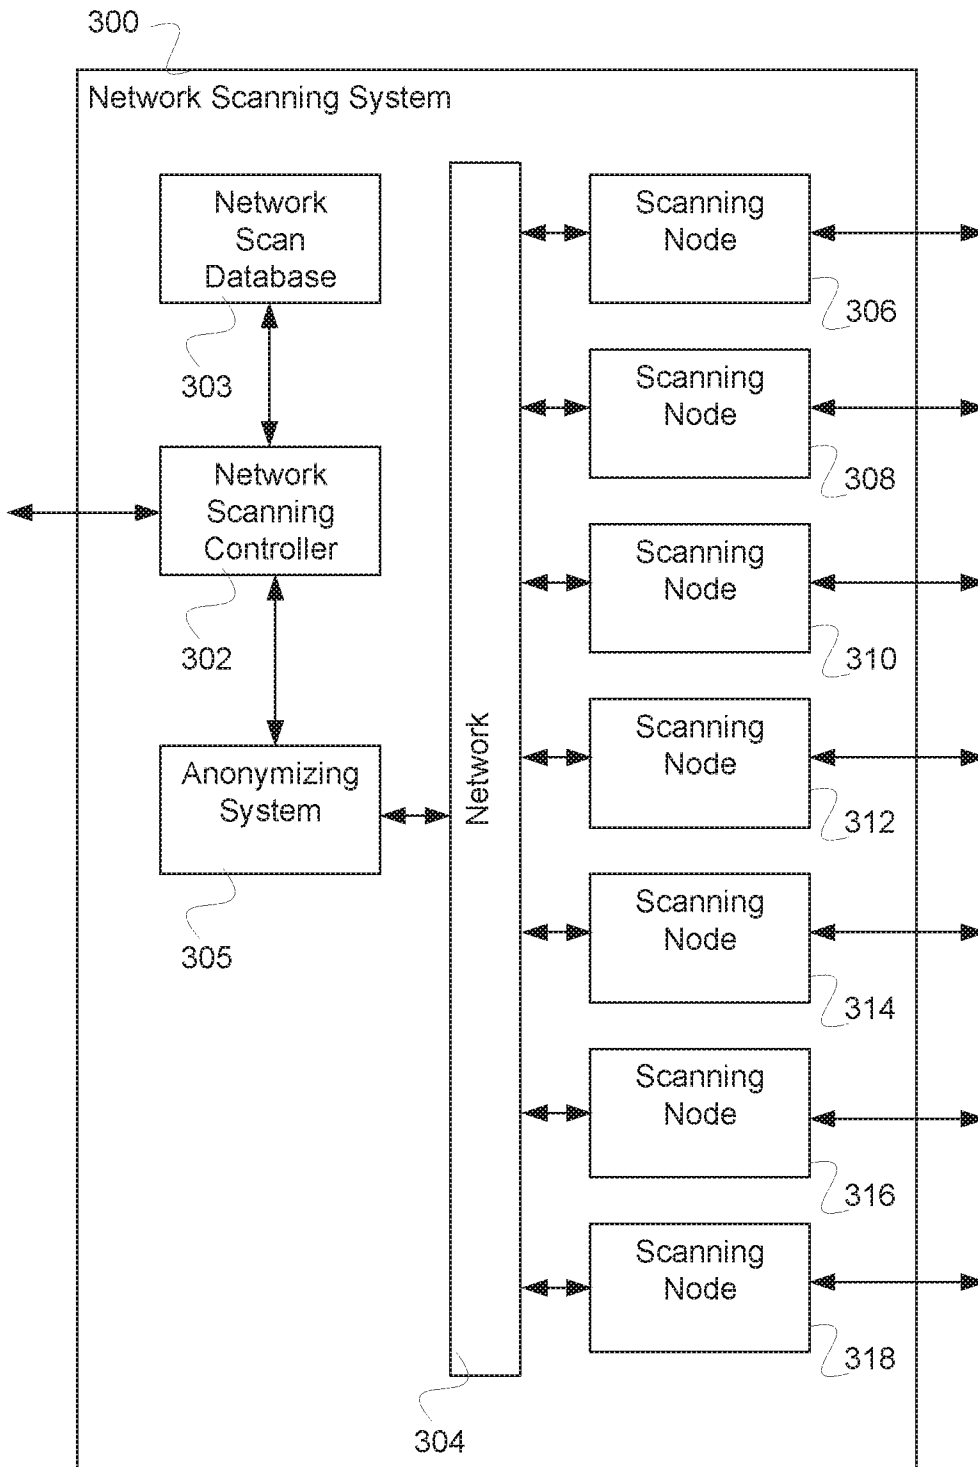 300
Network Scanning System
Network
Scan
Database
303
Network
Scanning
Controller
302
Anonymizing
System
305
Network
304
Scanning
Node
306
Scanning
Node
308
Scanning
Node
310
Scanning
Node
312
Scanning
Node
314
Scanning
Node
316
Scanning
Node
318